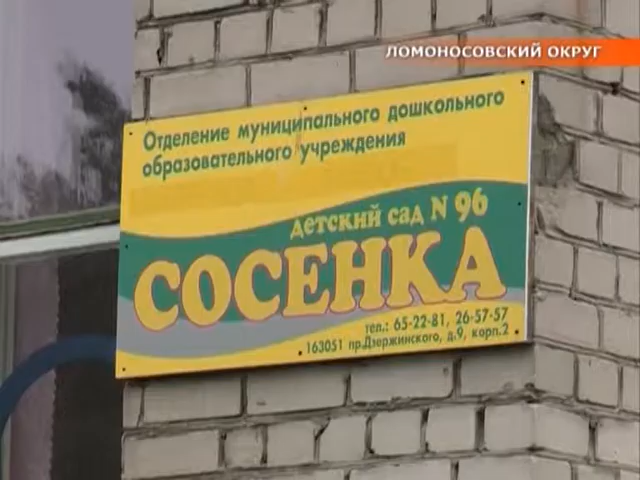 ЛОМОНОСОВСКИЙ ОКРУГ
Отделение муниципального дошкольного
образовательного учреждения
детский сад N 96
СОСЕНКА
тел.: 65-22-81, 26-57-57
163051 пр.Дзержинского, д.9, корп.2